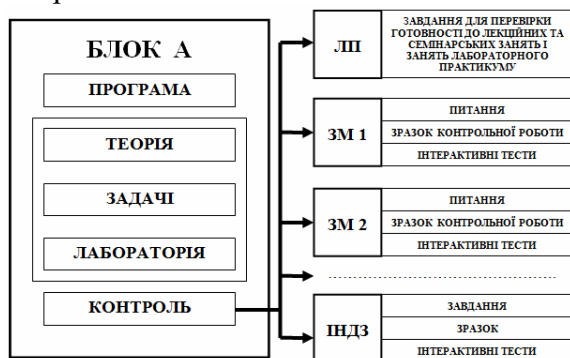 БЛОК А
ПРОГРАМА
ТЕОРІЯ
ЗАДАЧІ
ЛАБОРАТОРІЯ
КОНТРОЛЬ
ЛП
ЗАВДАННЯ ДЛЯ ПЕРЕВІРКИ
ГОТОВНОСТІ ДО ЛЕКЦІЙНИХ ТА
СЕМІНАРСЬКИХ ЗАНЯТЬ І
ЗАНЯТЬ ЛАБОРАТОРНОГО
ПРАКТИКУМУ
ЗМ 1
ПИТАННЯ
ЗРАЗОК КОНТРОЛЬНОЇ РОБОТИ
ІНТЕРАКТИВНІ ТЕСТИ
ЗМ 2
ПИТАННЯ
ЗРАЗОК КОНТРОЛЬНОЇ РОБОТИ
ІНТЕРАКТИВНІ ТЕСТИ
ІНДЗ
ЗАВДАННЯ
ЗРАЗОК
ІНТЕРАКТИВНІ ТЕСТИ